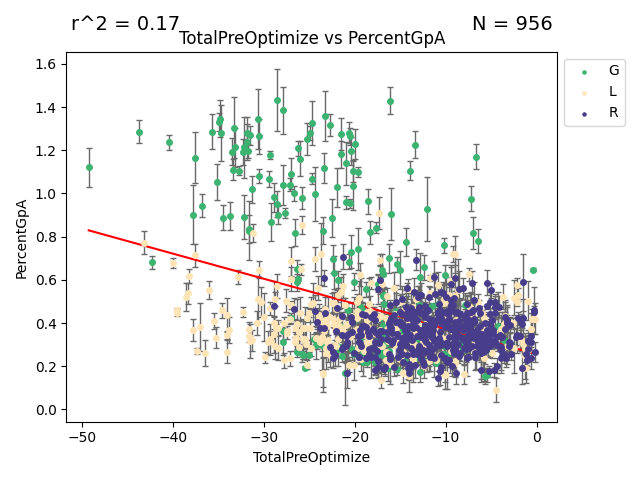 r^2 = 0.17
N = 956
TotalPreOptimize vs PercentGpA
1.6
1.4
1.2
1.0
0.8
0.6
0.4
0.2
0.0
PercentGpA
−50
−40
−30
−20
−10
0
TotalPreOptimize
G
L
R